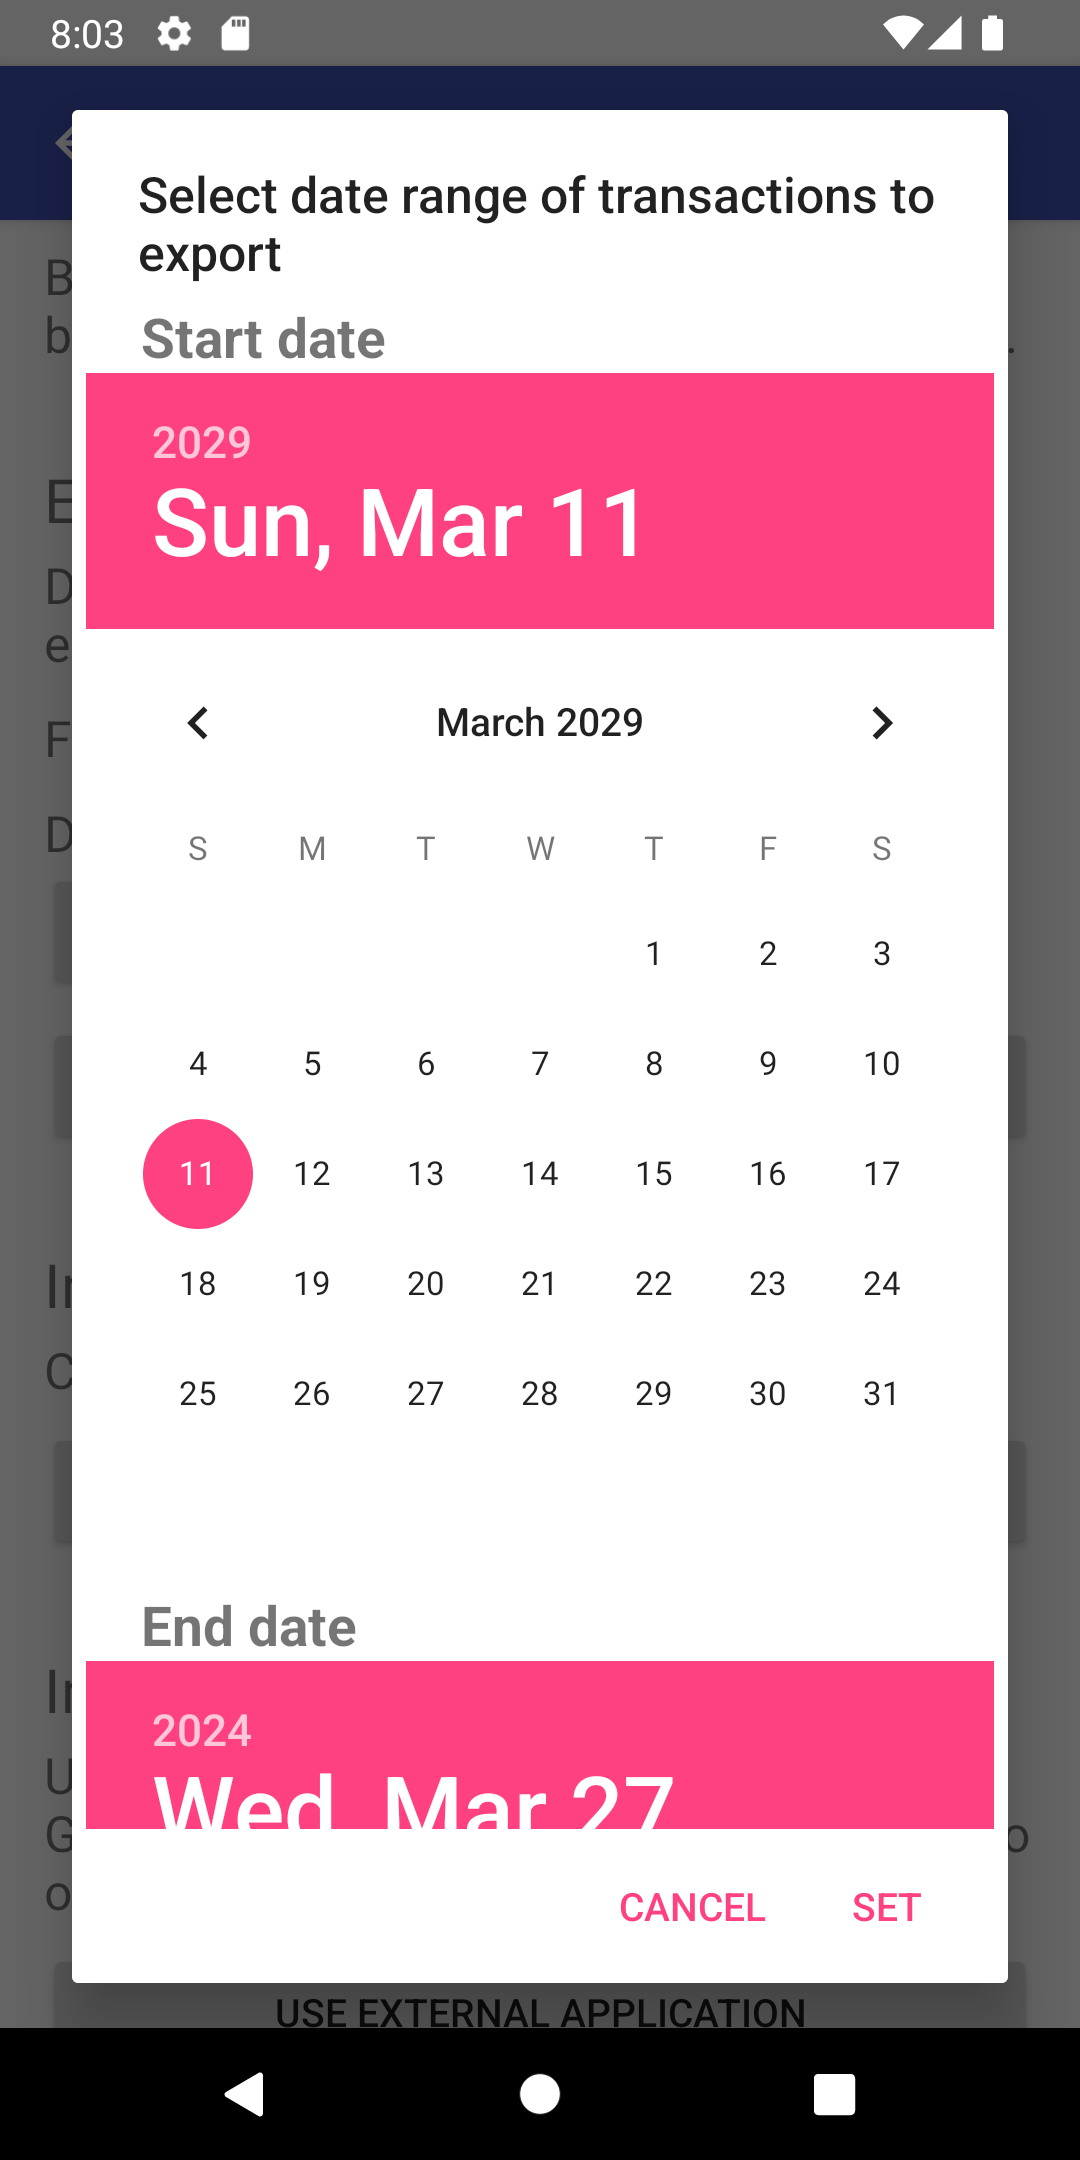 8:03
Select date range of transactions to
export
Start date
2029
Sun, Mar 11
March 2029
S M T W T F S
1 2 3
4 5 6 7 8 9 10
11 12 13 14 15 16 17
18 19 20 21 22 23 24
25 26 27 28 29 30 31
End date
2024
Wed, Mar 27
CANCEL SET
USE EXTERNAL APPLICATION